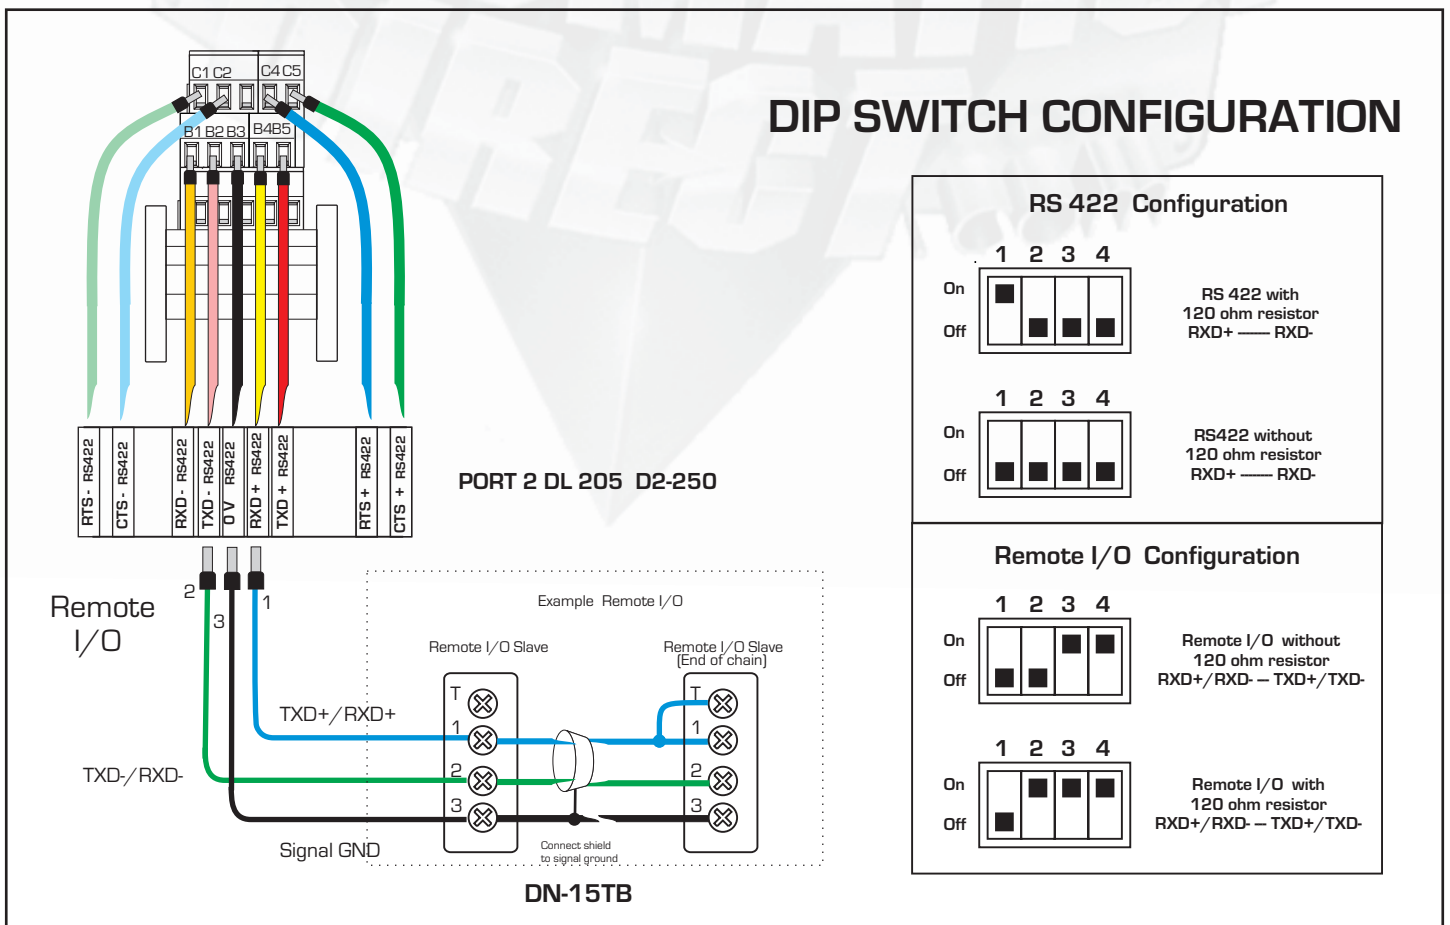 DIP SWITCH CONFIGURATION
C1 C2 C4 C5
B1 B2 B3 B4 B5
RTS - RS422
CTS - RS422
RXD - RS422
TXD - RS422
0 V RS422
RXD + RS422
TXD + RS422
RTS + RS422
CTS + RS422
PORT 2 DL 205 D2-250
Remote
I/O
2
3
1
TXD+/RXD+
TXD-/RXD-
Signal GND
Example Remote I/O
Remote I/O Slave
T
1
2
3
Remote I/O Slave
(End of chain)
T
1
2
3
Connect shield
to signal ground
DN-15TB
RS 422 Configuration
1 2 3 4
On
Off
RS 422 with
120 ohm resistor
RXD+ ------- RXD-
1 2 3 4
On
Off
RS422 without
120 ohm resistor
RXD+ ------- RXD-
Remote I/O Configuration
1 2 3 4
On
Off
Remote I/O without
120 ohm resistor
RXD+/RXD- -- TXD+/TXD-
1 2 3 4
On
Off
Remote I/O with
120 ohm resistor
RXD+/RXD- -- TXD+/TXD-